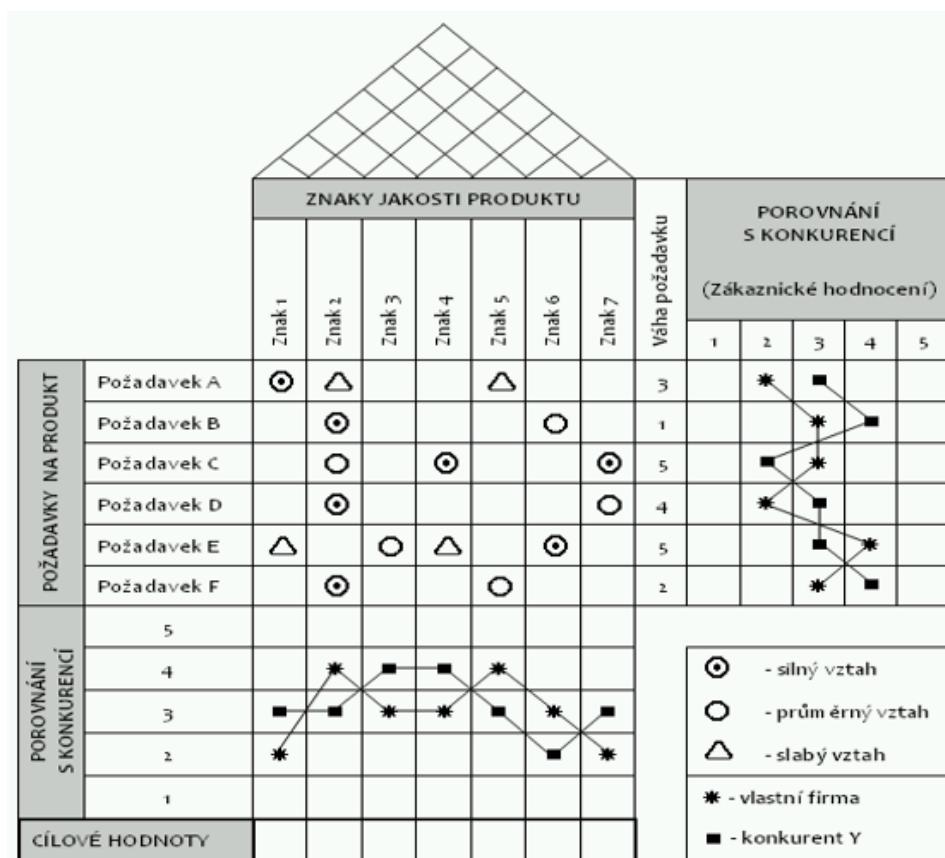 ZNAKY JAKOSTI PRODUKTU
Znak 1
Znak 2
Znak 3
Znak 4
Znak 5
Znak 6
Znak 7
Váha požadavku
POROVNÁNÍ
S KONKURENCÍ
(Zákaznické hodnocení)
1 2 3 4 5
POŽADAVKY NA PRODUKT
Požadavek A 3
Požadavek B 1
Požadavek C 5
Požadavek D 4
Požadavek E 5
Požadavek F 2
POROVNÁNÍ
S KONKURENCÍ
5
4
3
2
1
CÍLOVÉ HODNOTY
- silný vztah
- průměrný vztah
- slabý vztah
- vlastní firma
- konkurent Y